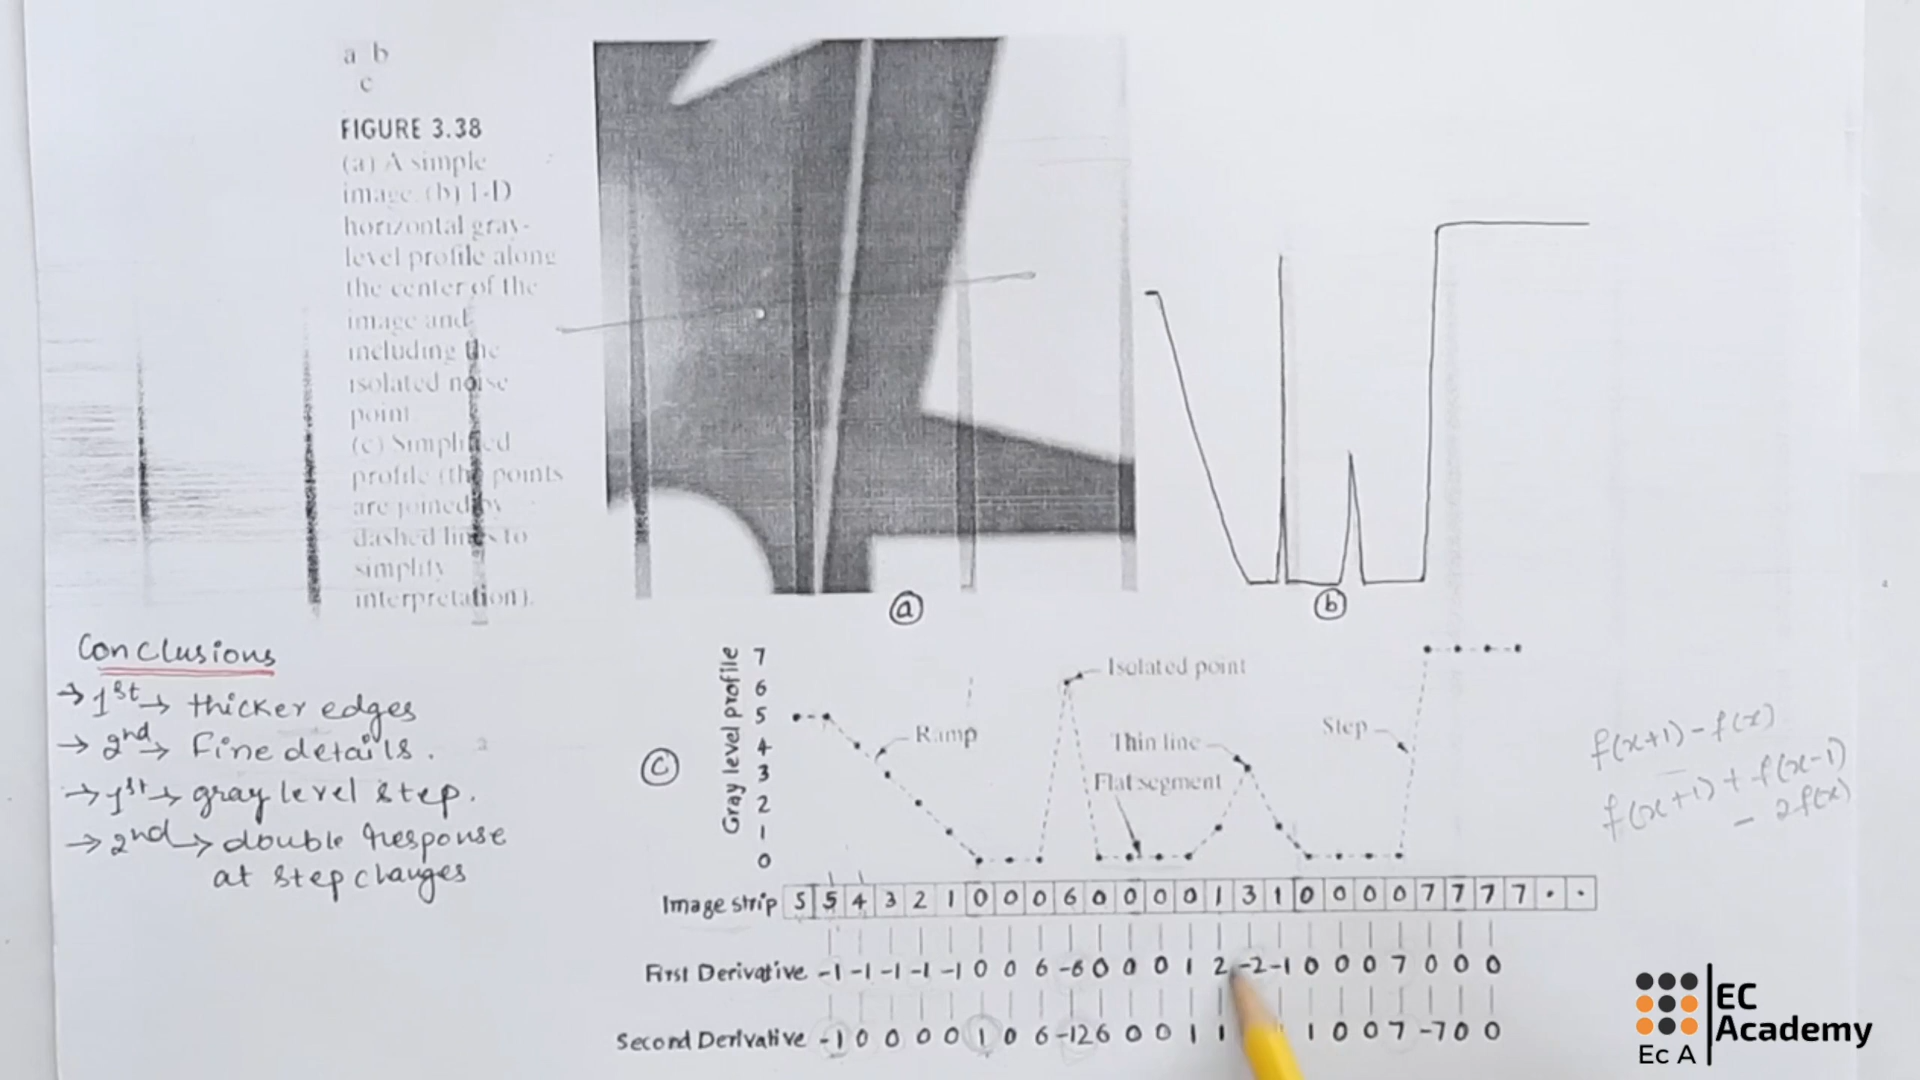 a b
c
FIGURE 3.38
(a) A simple
image. (b) 1-D
horizontal gray-
level profile along
the center of the
image and
including the
isolated noise
point
(c) Simplified
profile (the points
are joined by
dashed lines to
simplify
interpretation).
Conclusions
→ 1st → thicker edges
→ 2nd → Fine details.
→ 1st → gray level step.
→ 2nd → double response
at step changes
a
b
c
Gray level profile
7
6
5
4
3
2
1
0
Isolated point
Ramp
Thin line
Flat segment
Step
f(x+1) - f(x)
f(x+1) + f(x-1)
- 2f(x)
Image strip 5 5 4 3 2 1 0 0 0 6 0 0 0 0 1 3 1 0 0 0 0 7 7 7 7 · ·
First Derivative -1 -1 -1 -1 -1 0 0 6 -6 0 0 0 1 2 -2 -1 0 0 0 7 0 0 0
Second Derivative -1 0 0 0 0 1 0 6 -12 6 0 0 1 1 1 1 0 0 7 -7 0 0
EC
Academy
Ec A